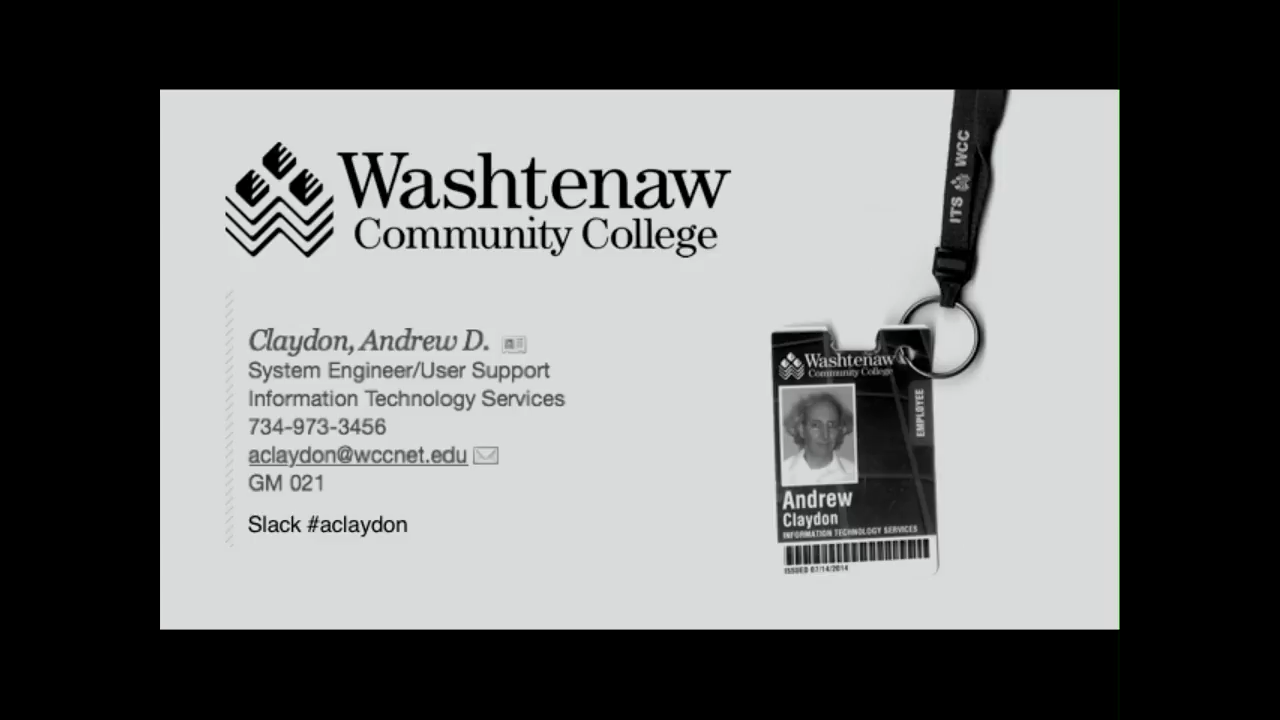 Washtenaw
Community College
Claydon, Andrew D.
System Engineer/User Support
Information Technology Services
734-973-3456
aclaydon@wccnet.edu
GM 021
Slack #aclaydon
ITS WCC
Washtenaw
Community College
EMPLOYEE
Andrew
Claydon
INFORMATION TECHNOLOGY SERVICES
ISSUED 07/14/2014